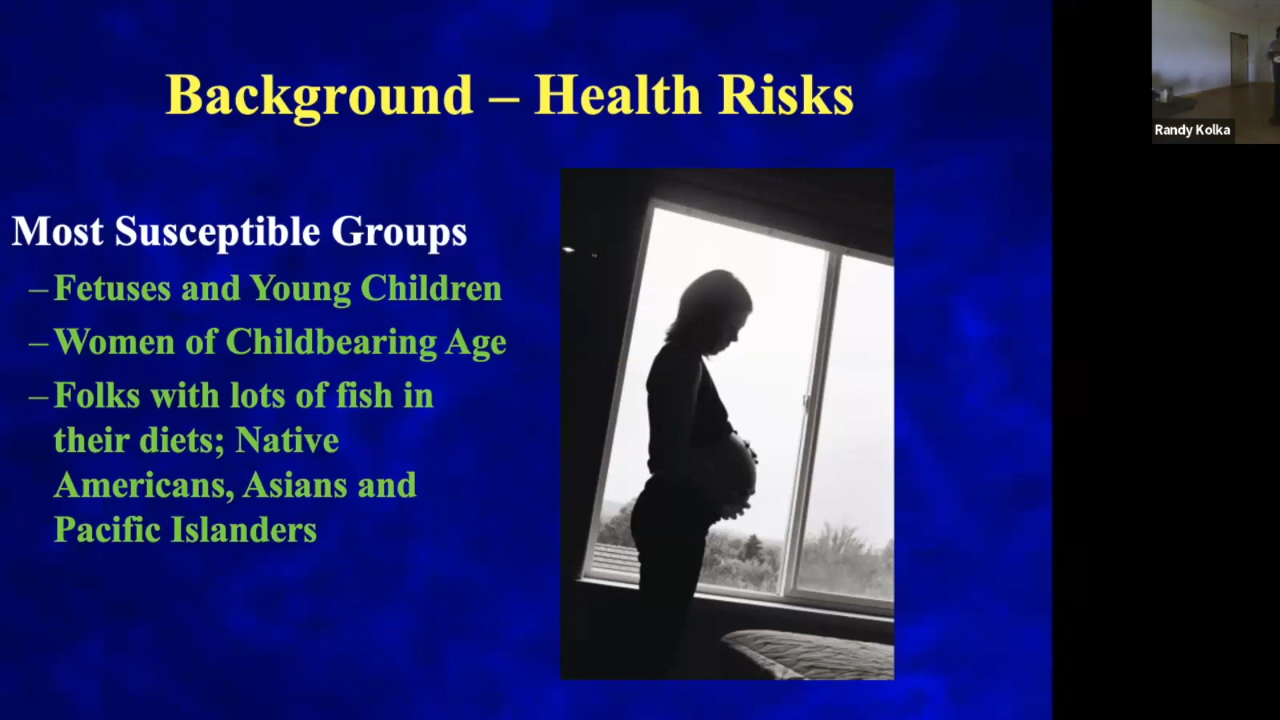 Background – Health Risks
Most Susceptible Groups
– Fetuses and Young Children
– Women of Childbearing Age
– Folks with lots of fish in
their diets; Native
Americans, Asians and
Pacific Islanders
Randy Kolka